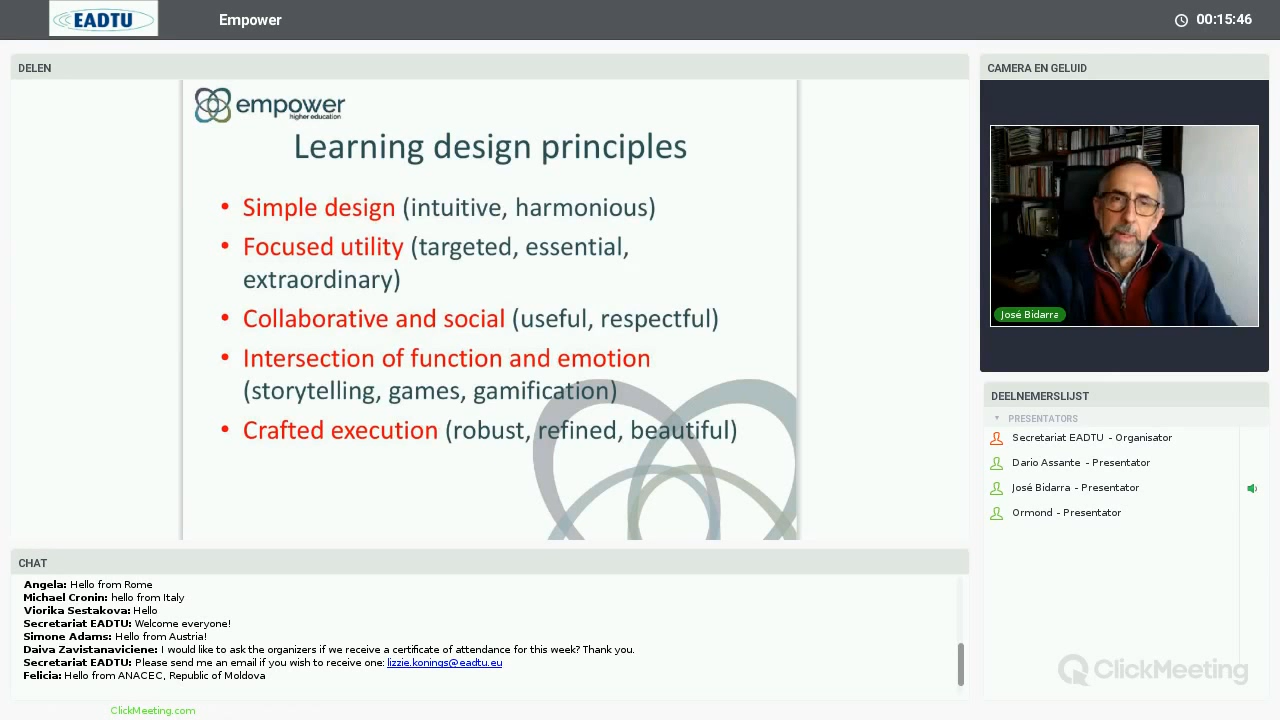 EADTU
Empower
00:15:46
DELEN
empower
higher education
Learning design principles
• Simple design (intuitive, harmonious)
• Focused utility (targeted, essential,
extraordinary)
• Collaborative and social (useful, respectful)
• Intersection of function and emotion
(storytelling, games, gamification)
• Crafted execution (robust, refined, beautiful)
CAMERA EN GELUID
José Bidarra
DEELNEMERSLIJST
PRESENTATORS
Secretariat EADTU - Organisator
Dario Assante - Presentator
José Bidarra - Presentator
Ormond - Presentator
CHAT
Angela: Hello from Rome
Michael Cronin: hello from Italy
Viorika Sestakova: Hello
Secretariat EADTU: Welcome everyone!
Simone Adams: Hello from Austria!
Daiva Zavistanaviciene: I would like to ask the organizers if we receive a certificate of attendance for this week? Thank you.
Secretariat EADTU: Please send me an email if you wish to receive one: lizzie.konings@eadtu.eu
Felicia: Hello from ANACEC, Republic of Moldova
ClickMeeting
ClickMeeting.com